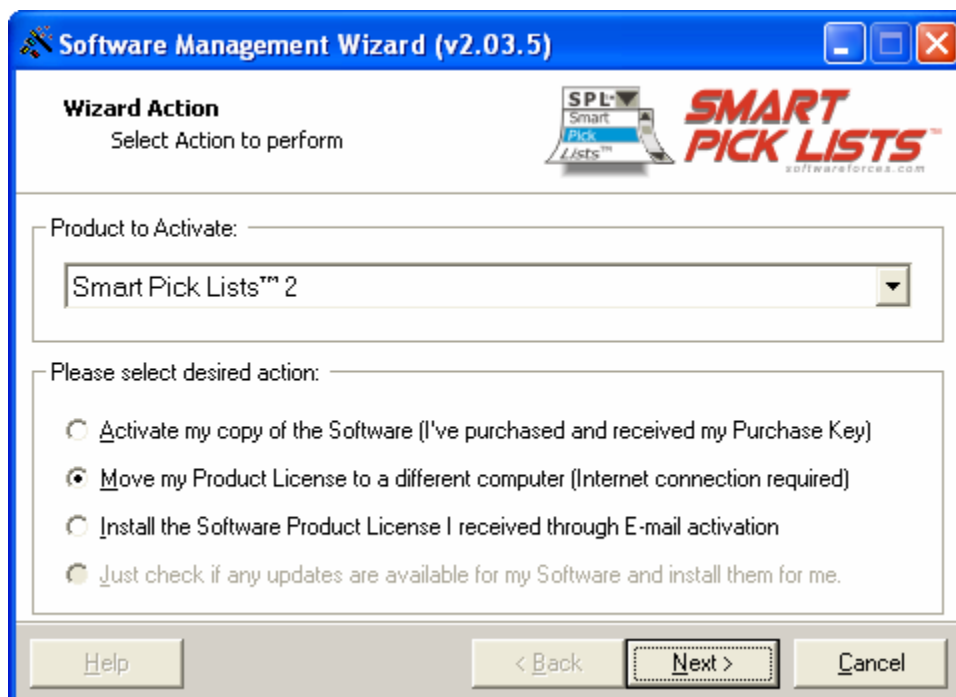 Software Management Wizard (v2.03.5)
Wizard Action
Select Action to perform
SPL™
Smart
Pick
Lists™
SMART
PICK LISTS™
softwareforces.com
Product to Activate:
Smart Pick Lists™ 2
Please select desired action:
Activate my copy of the Software (I've purchased and received my Purchase Key)
Move my Product License to a different computer (Internet connection required)
Install the Software Product License I received through E-mail activation
Just check if any updates are available for my Software and install them for me.
Help
< Back
Next >
Cancel